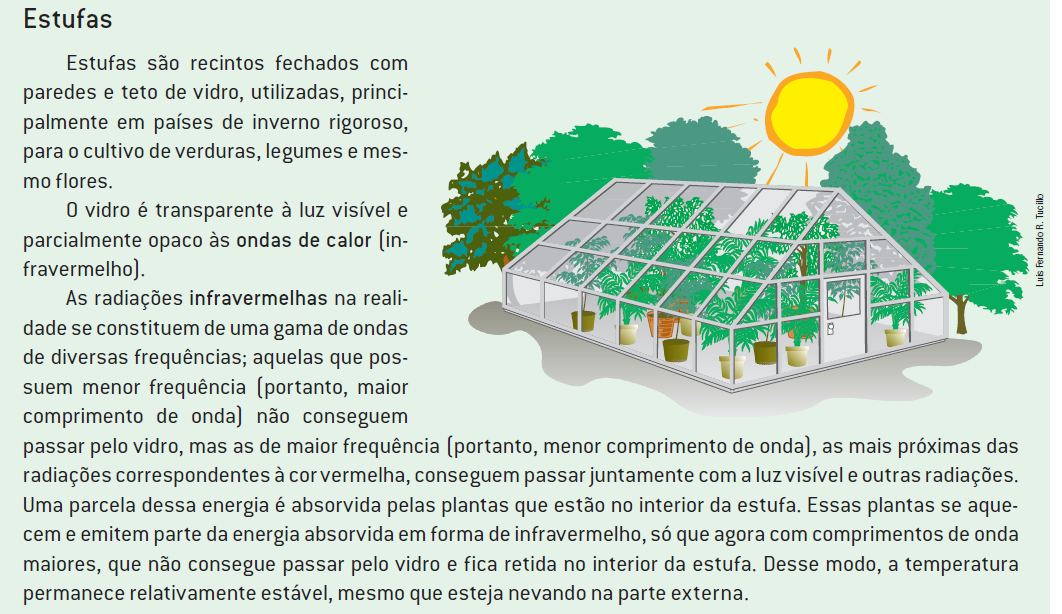 Estufas
Estufas são recintos fechados com
paredes e teto de vidro, utilizadas, princi-
palmente em países de inverno rigoroso,
para o cultivo de verduras, legumes e mes-
mo flores.
O vidro é transparente à luz visível e
parcialmente opaco às ondas de calor (in-
fravermelho).
As radiações infravermelhas na reali-
dade se constituem de uma gama de ondas
de diversas frequências; aquelas que pos-
suem menor frequência (portanto, maior
comprimento de onda) não conseguem
passar pelo vidro, mas as de maior frequência (portanto, menor comprimento de onda), as mais próximas das
radiações correspondentes à cor vermelha, conseguem passar juntamente com a luz visível e outras radiações.
Uma parcela dessa energia é absorvida pelas plantas que estão no interior da estufa. Essas plantas se aque-
cem e emitem parte da energia absorvida em forma de infravermelho, só que agora com comprimentos de onda
maiores, que não consegue passar pelo vidro e fica retida no interior da estufa. Desse modo, a temperatura
permanece relativamente estável, mesmo que esteja nevando na parte externa.
Luis Fernando R. Tucillo